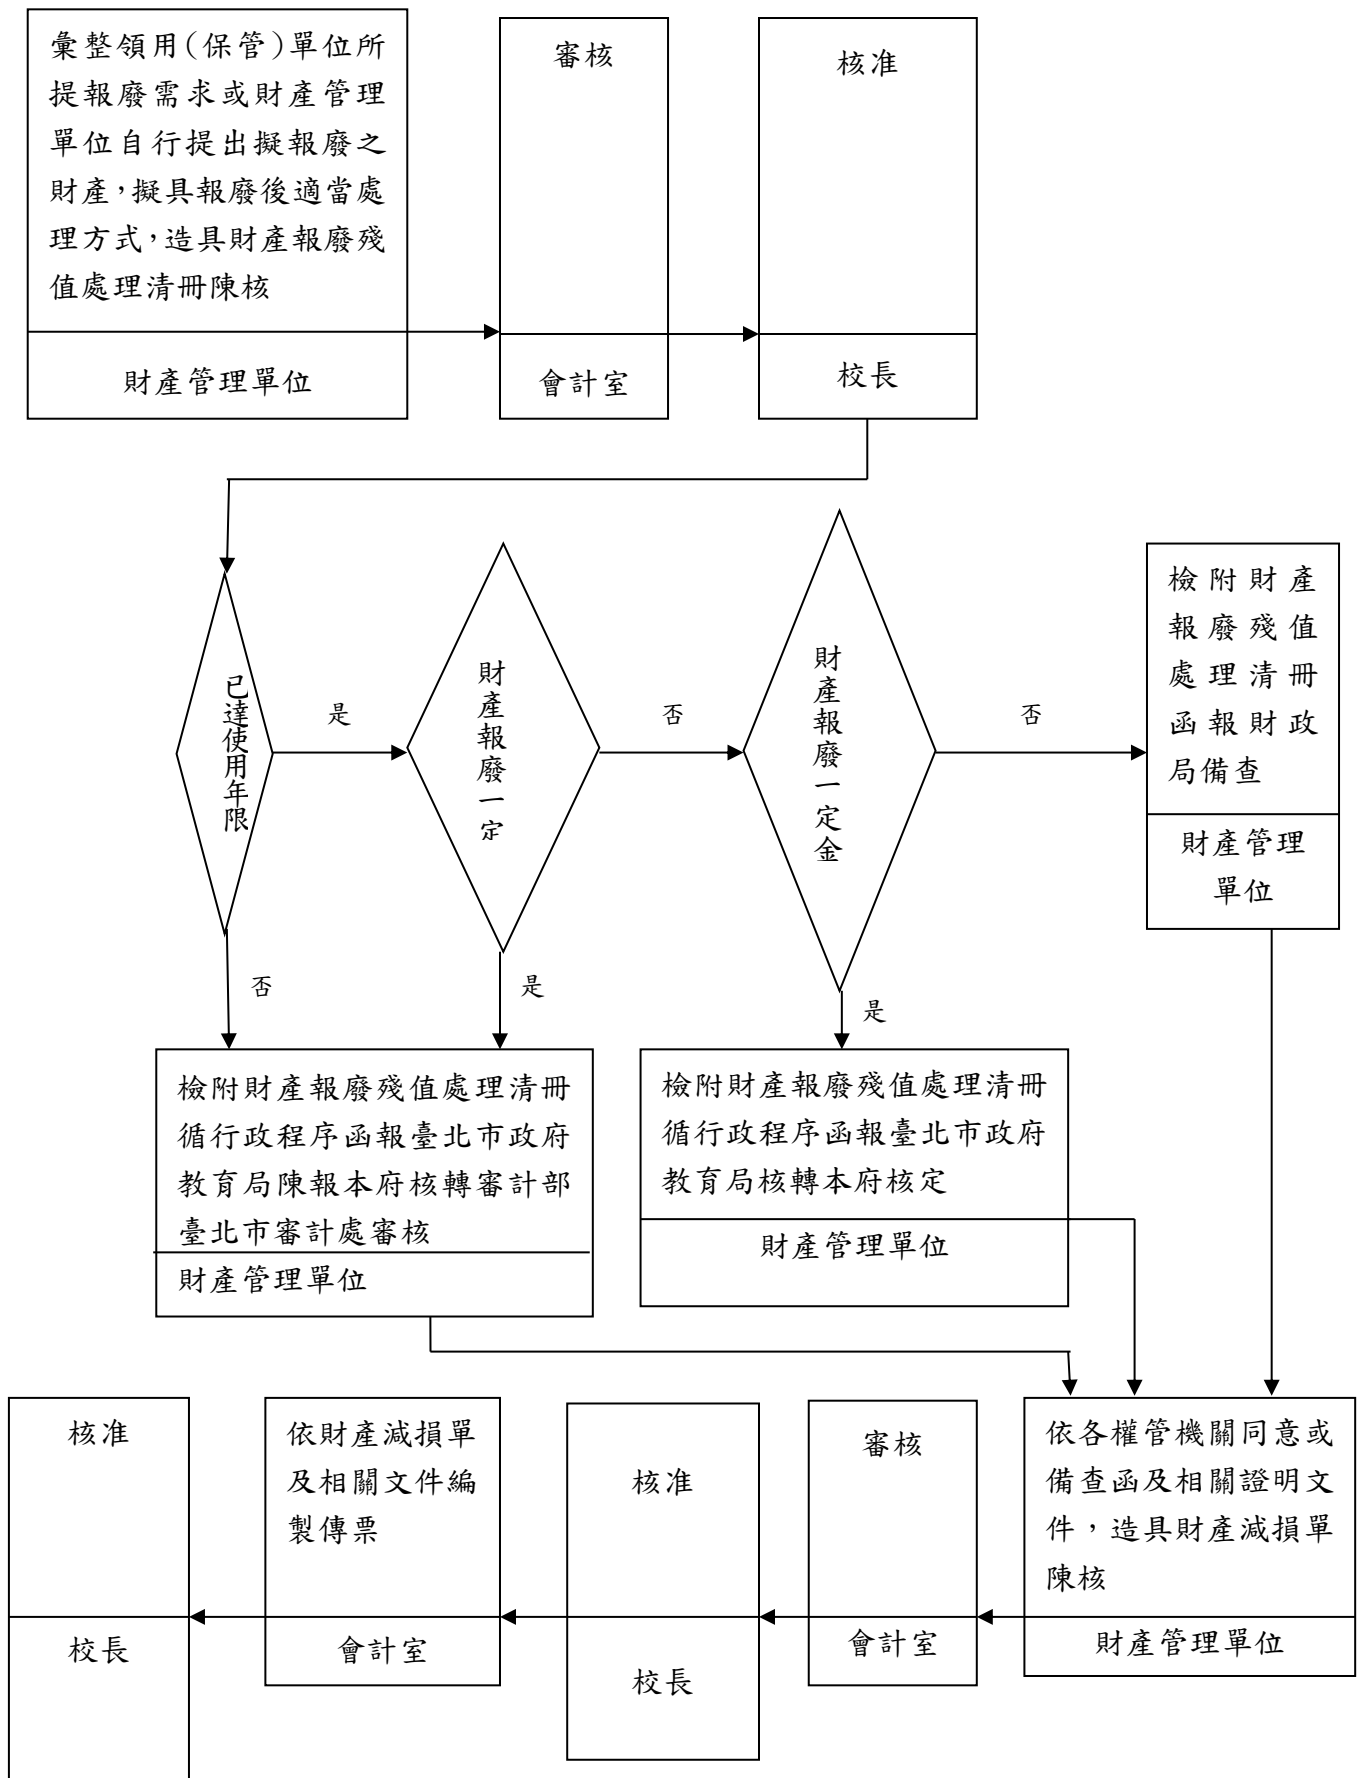 彙整領用(保管)單位所
提報廢需求或財產管理
單位自行提出擬報廢之
財產，擬具報廢後適當處
理方式，造具財產報廢殘
值處理清冊陳核
財產管理單位
審核
會計室
核准
校長
已達使用年限
是
財產報廢一定
否
財產報廢一定金
否
檢附財產
報廢殘值
處理清冊
函報財政
局備查
財產管理
單位
否
是
是
檢附財產報廢殘值處理清冊
循行政程序函報臺北市政府
教育局陳報本府核轉審計部
臺北市審計處審核
財產管理單位
檢附財產報廢殘值處理清冊
循行政程序函報臺北市政府
教育局核轉本府核定
財產管理單位
核准
校長
依財產減損單
及相關文件編
製傳票
會計室
核准
校長
審核
會計室
依各權管機關同意或
備查函及相關證明文
件，造具財產減損單
陳核
財產管理單位